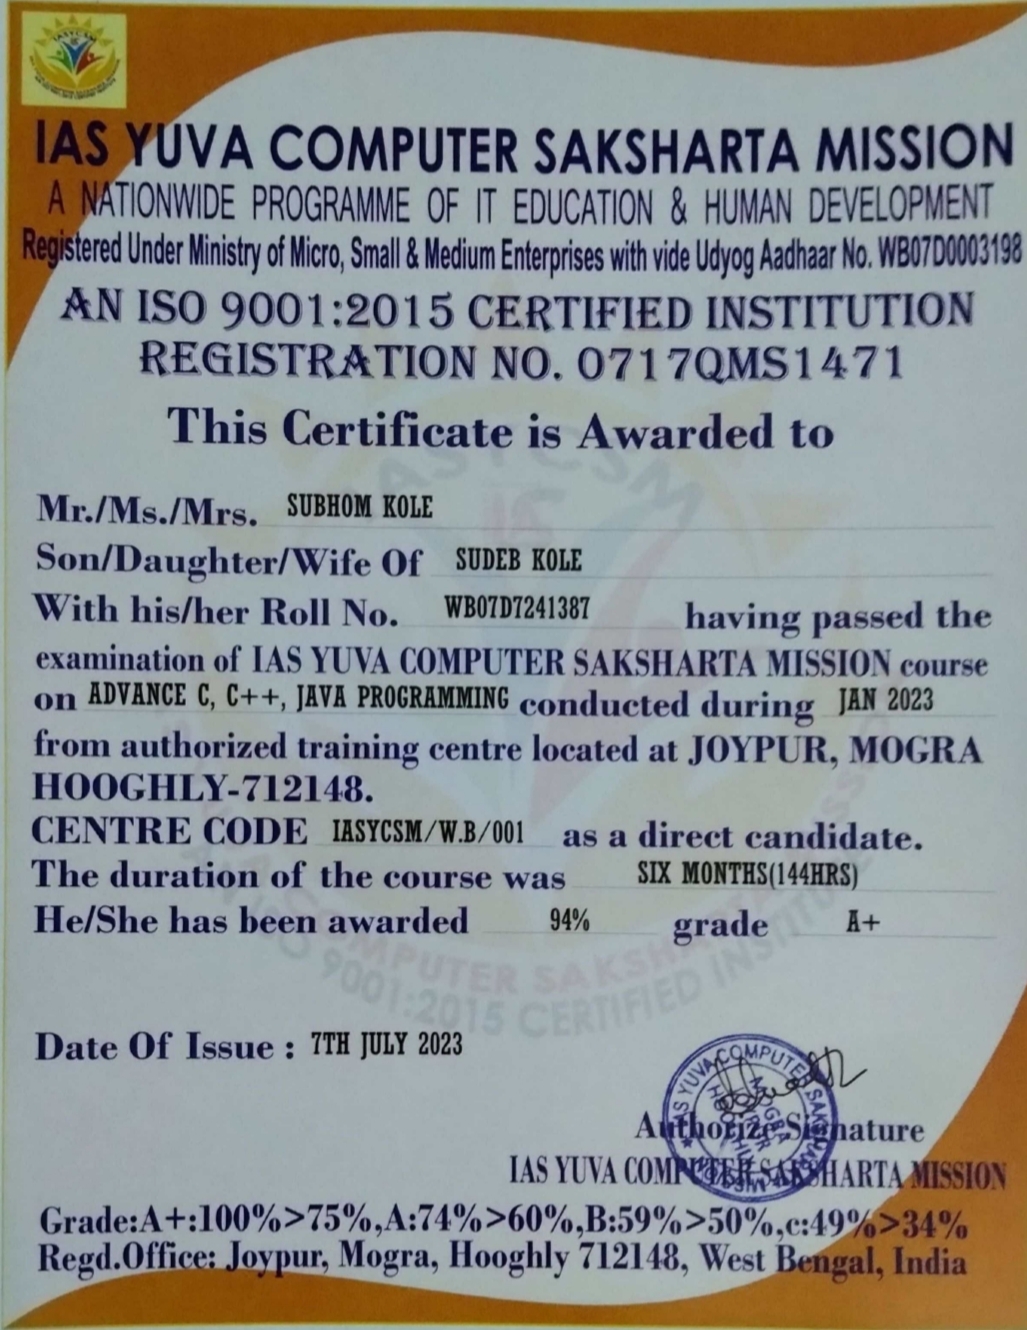 IASYCSM
IAS YUVA COMPUTER SAKSHARTA MISSION
A NATIONWIDE PROGRAMME OF IT EDUCATION & HUMAN DEVELOPMENT
Registered Under Ministry of Micro, Small & Medium Enterprises with vide Udyog Aadhaar No. WB07D0003198
AN ISO 9001:2015 CERTIFIED INSTITUTION
REGISTRATION NO. 0717QMS1471
This Certificate is Awarded to
Mr./Ms./Mrs. SUBHOM KOLE
Son/Daughter/Wife Of SUDEB KOLE
With his/her Roll No. WB07D7241387 having passed the
examination of IAS YUVA COMPUTER SAKSHARTA MISSION course
on ADVANCE C, C++, JAVA PROGRAMMING conducted during JAN 2023
from authorized training centre located at JOYPUR, MOGRA
HOOGHLY-712148.
CENTRE CODE IASYCSM/W.B/001 as a direct candidate.
The duration of the course was SIX MONTHS(144HRS)
He/She has been awarded 94% grade A+
Date Of Issue : 7TH JULY 2023
Authorize Signature
IAS YUVA COMPUTER SAKSHARTA MISSION
Grade:A+:100%>75%,A:74%>60%,B:59%>50%,c:49%>34%
Regd.Office: Joypur, Mogra, Hooghly 712148, West Bengal, India